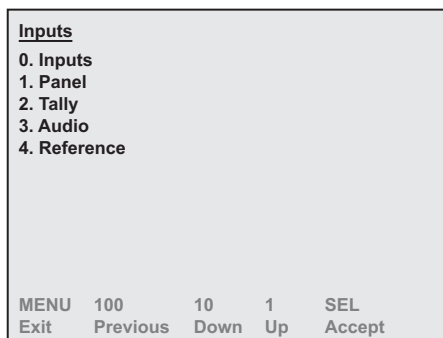 Inputs
0. Inputs
1. Panel
2. Tally
3. Audio
4. Reference
MENU 100 10 1 SEL
Exit Previous Down Up Accept